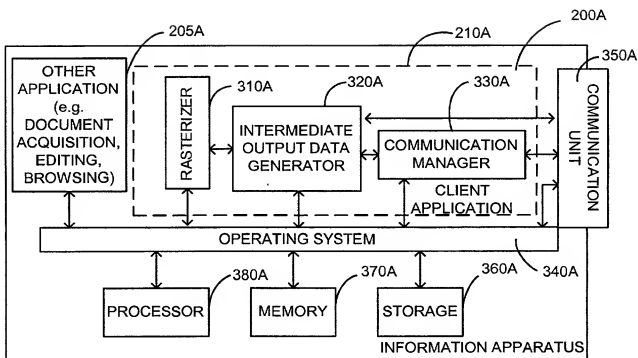 205A
210A
200A
350A
OTHER
APPLICATION
(e.g.
DOCUMENT
ACQUISITION,
EDITING,
BROWSING)
310A
320A
330A
RASTERIZER
INTERMEDIATE
OUTPUT DATA
GENERATOR
COMMUNICATION
MANAGER
CLIENT
APPLICATION
COMMUNICATION
UNIT
OPERATING SYSTEM
340A
380A
370A
360A
PROCESSOR
MEMORY
STORAGE
INFORMATION APPARATUS